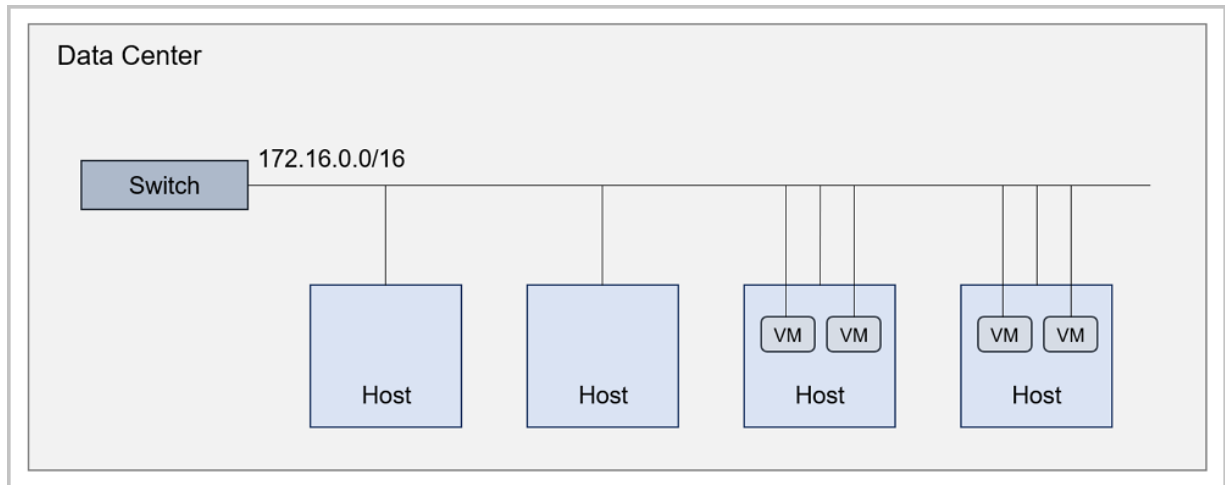 Data Center
172.16.0.0/16
Switch
VM VM VM VM
Host Host Host Host